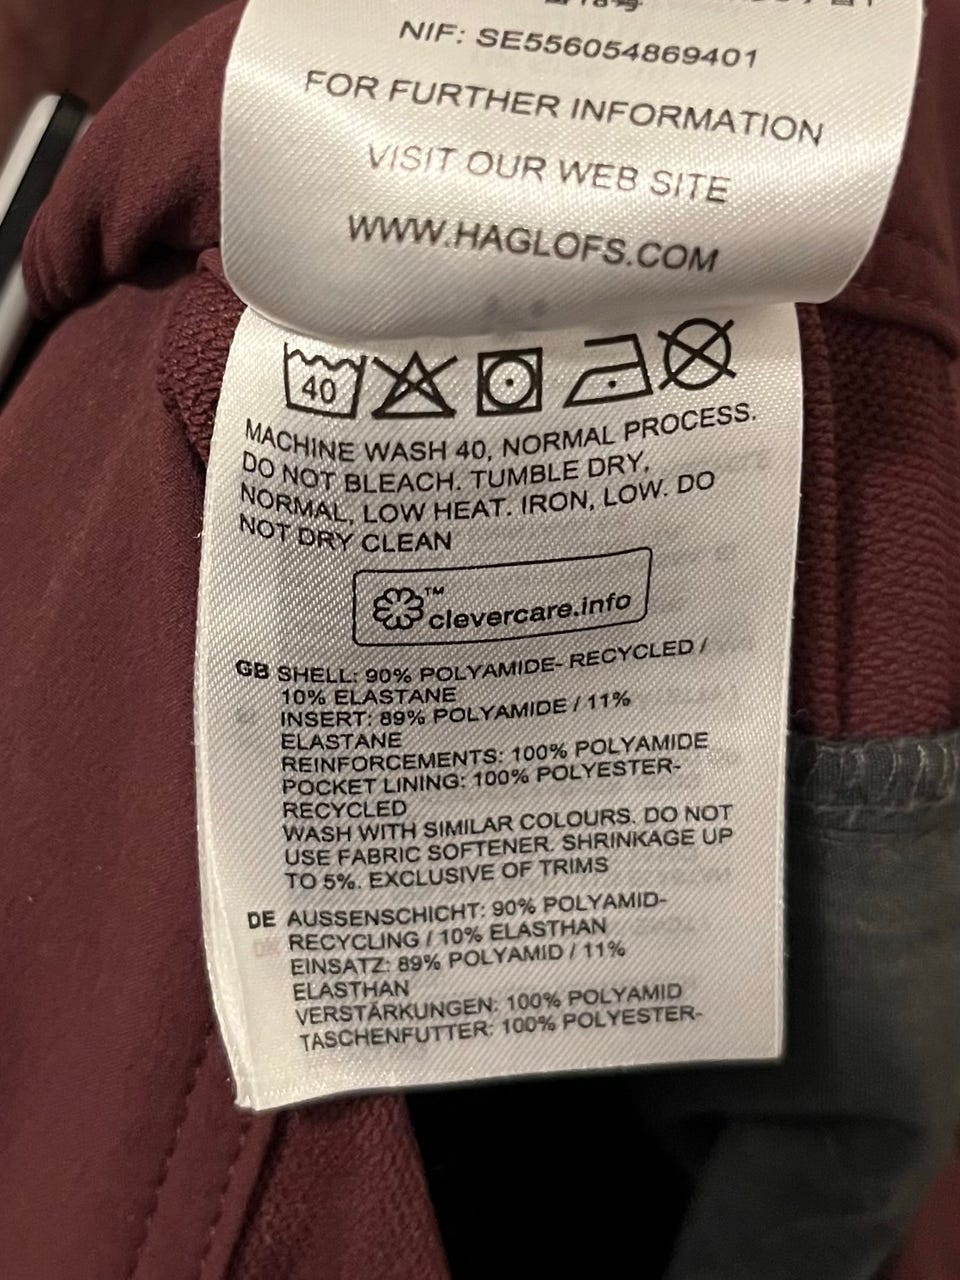 NIF: SE556054869401
FOR FURTHER INFORMATION
VISIT OUR WEB SITE
WWW.HAGLOFS.COM
40
MACHINE WASH 40, NORMAL PROCESS.
DO NOT BLEACH. TUMBLE DRY,
NORMAL, LOW HEAT. IRON, LOW. DO
NOT DRY CLEAN
™ clevercare.info
GB SHELL: 90% POLYAMIDE- RECYCLED /
10% ELASTANE
INSERT: 89% POLYAMIDE / 11%
ELASTANE
REINFORCEMENTS: 100% POLYAMIDE
POCKET LINING: 100% POLYESTER-
RECYCLED
WASH WITH SIMILAR COLOURS. DO NOT
USE FABRIC SOFTENER. SHRINKAGE UP
TO 5%. EXCLUSIVE OF TRIMS
DE AUSSENSCHICHT: 90% POLYAMID-
RECYCLING / 10% ELASTHAN
EINSATZ: 89% POLYAMID / 11%
ELASTHAN
VERSTÄRKUNGEN: 100% POLYAMID
TASCHENFUTTER: 100% POLYESTER-